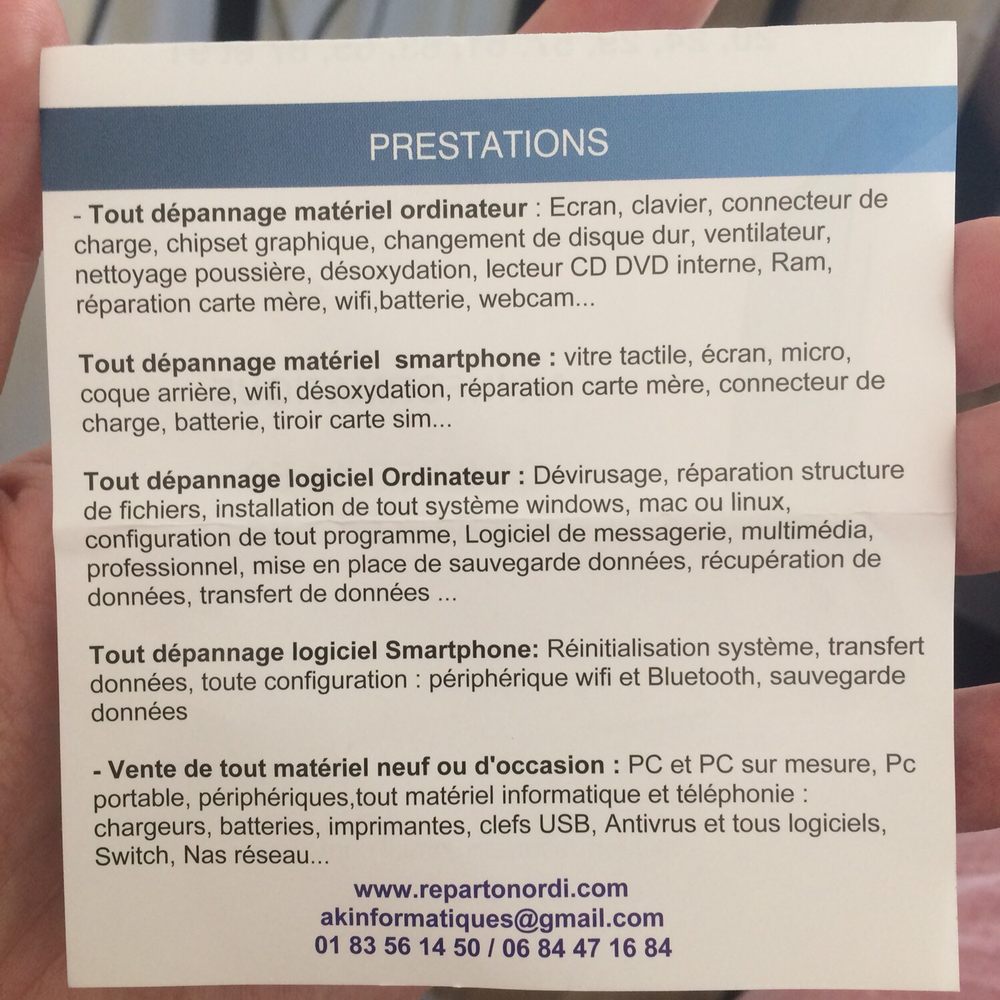 PRESTATIONS
- Tout dépannage matériel ordinateur : Ecran, clavier, connecteur de
charge, chipset graphique, changement de disque dur, ventilateur,
nettoyage poussière, désoxydation, lecteur CD DVD interne, Ram,
réparation carte mère, wifi,batterie, webcam...
Tout dépannage matériel  smartphone : vitre tactile, écran, micro,
coque arrière, wifi, désoxydation, réparation carte mère, connecteur de
charge, batterie, tiroir carte sim...
Tout dépannage logiciel Ordinateur : Dévirusage, réparation structure
de fichiers, installation de tout système windows, mac ou linux,
configuration de tout programme, Logiciel de messagerie, multimédia,
professionnel, mise en place de sauvegarde données, récupération de
données, transfert de données ...
Tout dépannage logiciel Smartphone: Réinitialisation système, transfert
données, toute configuration : périphérique wifi et Bluetooth, sauvegarde
données
- Vente de tout matériel neuf ou d'occasion : PC et PC sur mesure, Pc
portable, périphériques,tout matériel informatique et téléphonie :
chargeurs, batteries, imprimantes, clefs USB, Antivrus et tous logiciels,
Switch, Nas réseau...
www.repartonordi.com
akinformatiques@gmail.com
01 83 56 14 50 / 06 84 47 16 84